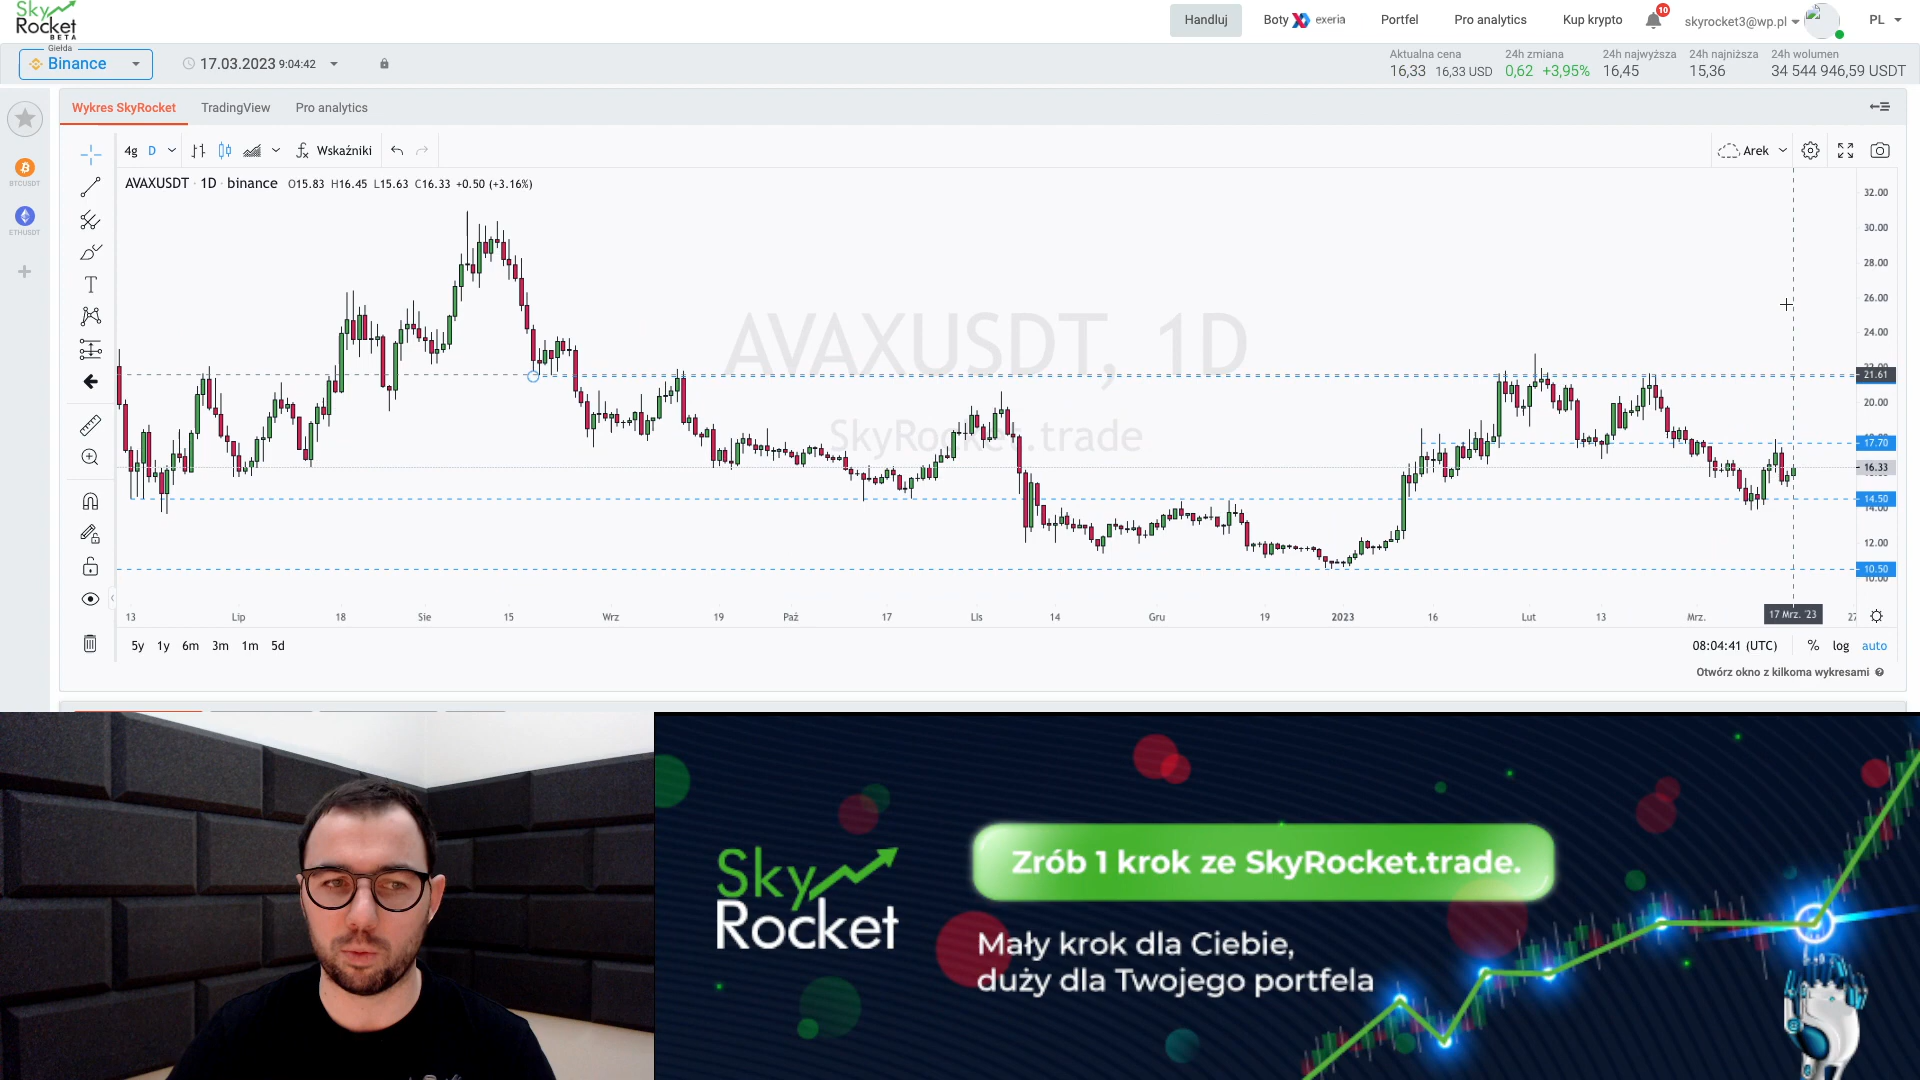 Sky
Rocket
BETA
Handluj
Boty exeria
Portfel
Pro analytics
Kup krypto
10
skyrocket3@wp.pl
PL
Giełda
Binance
17.03.2023 9:04:42
Aktualna cena
16,33 16,33 USD
24h zmiana
0,62 +3,95%
24h najwyższa
16,45
24h najniższa
15,36
24h wolumen
34 544 946,59 USDT
Wykres SkyRocket
TradingView
Pro analytics
BTCUSDT
ETHUSDT
4g D
Wskaźniki
Arek
AVAXUSDT · 1D · binance O15.83 H16.45 L15.63 C16.33 +0.50 (+3.16%)
AVAXUSDT, 1D
SkyRocket.trade
32.00
30.00
28.00
26.00
24.00
21.61
20.00
17.70
16.33
14.50
14.00
12.00
10.50
10.00
13 Lip 18 Sie 15 Wrz 19 Paź 17 Lis 14 Gru 19 2023 16 Lut 13 Mrz. 17 Mrz. '23 27
5y 1y 6m 3m 1m 5d
08:04:41 (UTC) % log auto
Otwórz okno z kilkoma wykresami
Sky
Rocket
Zrób 1 krok ze SkyRocket.trade.
Mały krok dla Ciebie,
duży dla Twojego portfela